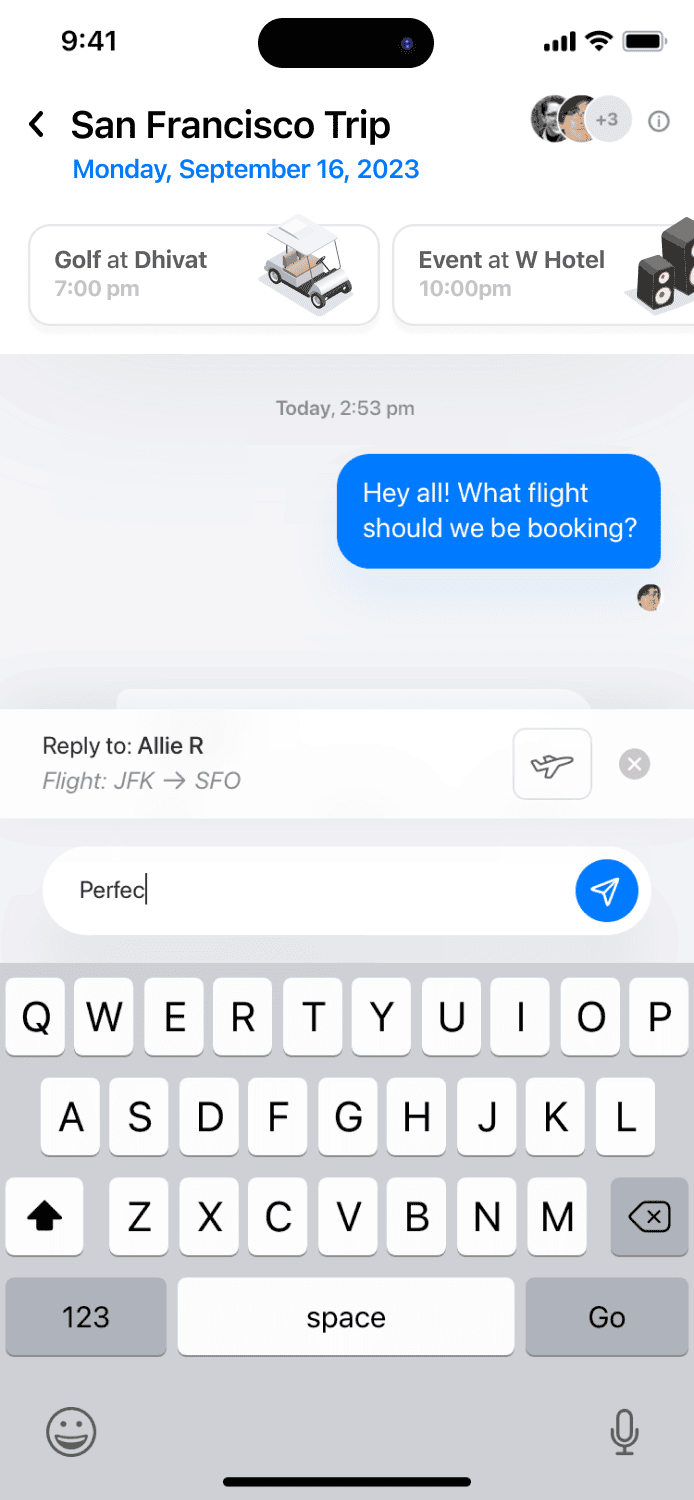 9:41
San Francisco Trip
+3
Monday, September 16, 2023
Golf at Dhivat
7:00 pm
Event at W Hotel
10:00pm
Today, 2:53 pm
Hey all! What flight
should we be booking?
Reply to: Allie R
Flight: JFK → SFO
Perfec
Q W E R T Y U I O P
A S D F G H J K L
Z X C V B N M
123 space Go